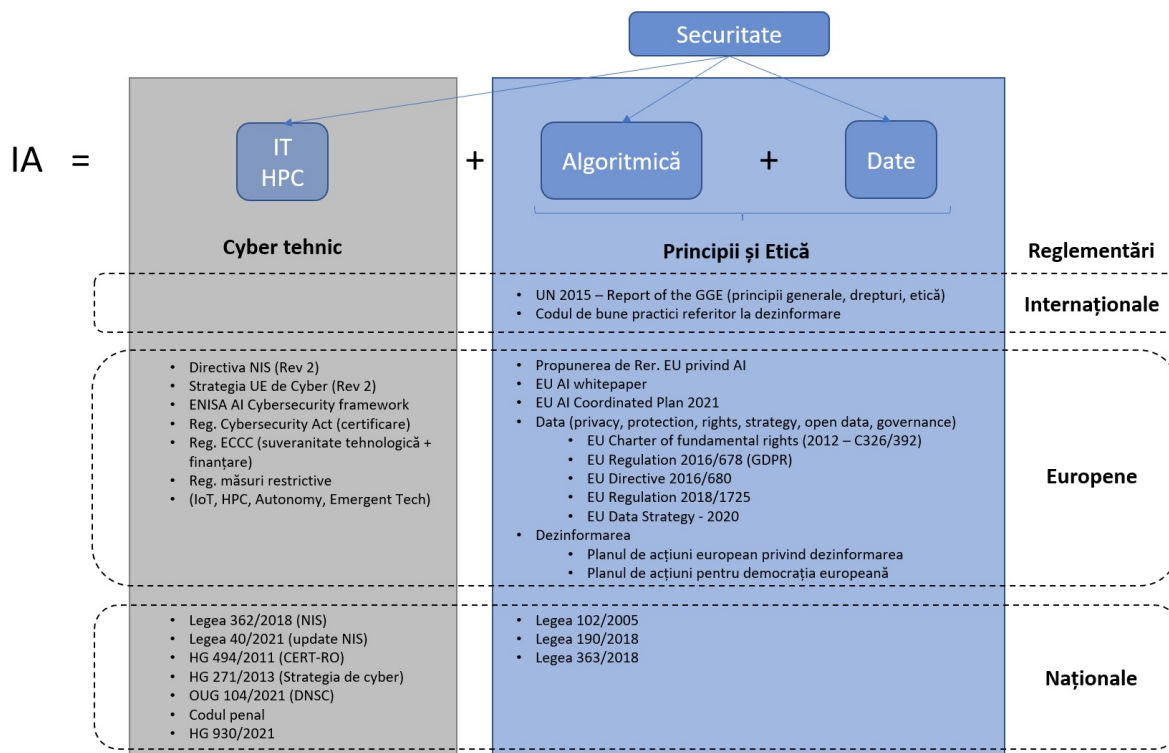 Securitate
IA = IT HPC + Algoritmică + Date
Cyber tehnic
Principii și Etică
Reglementări
• UN 2015 – Report of the GGE (principii generale, drepturi, etică)
• Codul de bune practici referitor la dezinformare
Internaționale
• Directiva NIS (Rev 2)
• Strategia UE de Cyber (Rev 2)
• ENISA AI Cybersecurity framework
• Reg. Cybersecurity Act (certificare)
• Reg. ECCC (suveranitate tehnologică +
finanțare)
• Reg. măsuri restrictive
• (IoT, HPC, Autonomy, Emergent Tech)
• Propunerea de Rer. EU privind AI
• EU AI whitepaper
• EU AI Coordinated Plan 2021
• Data (privacy, protection, rights, strategy, open data, governance)
• EU Charter of fundamental rights (2012 – C326/392)
• EU Regulation 2016/678 (GDPR)
• EU Directive 2016/680
• EU Regulation 2018/1725
• EU Data Strategy - 2020
• Dezinformarea
• Planul de acțiuni european privind dezinformarea
• Planul de acțiuni pentru democrația europeană
Europene
• Legea 362/2018 (NIS)
• Legea 40/2021 (update NIS)
• HG 494/2011 (CERT-RO)
• HG 271/2013 (Strategia de cyber)
• OUG 104/2021 (DNSC)
• Codul penal
• HG 930/2021
• Legea 102/2005
• Legea 190/2018
• Legea 363/2018
Naționale